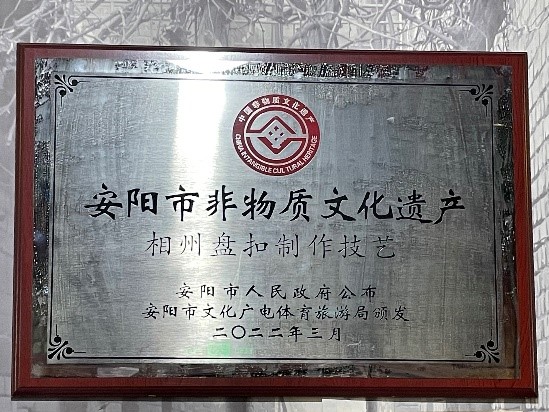 中国非物质文化遗产
CHINA INTANGIBLE CULTURAL HERITAGE
安阳市非物质文化遗产
相州盘扣制作技艺
安阳市人民政府公布
安阳市文化广电体育旅游局颁发
二〇二二年三月